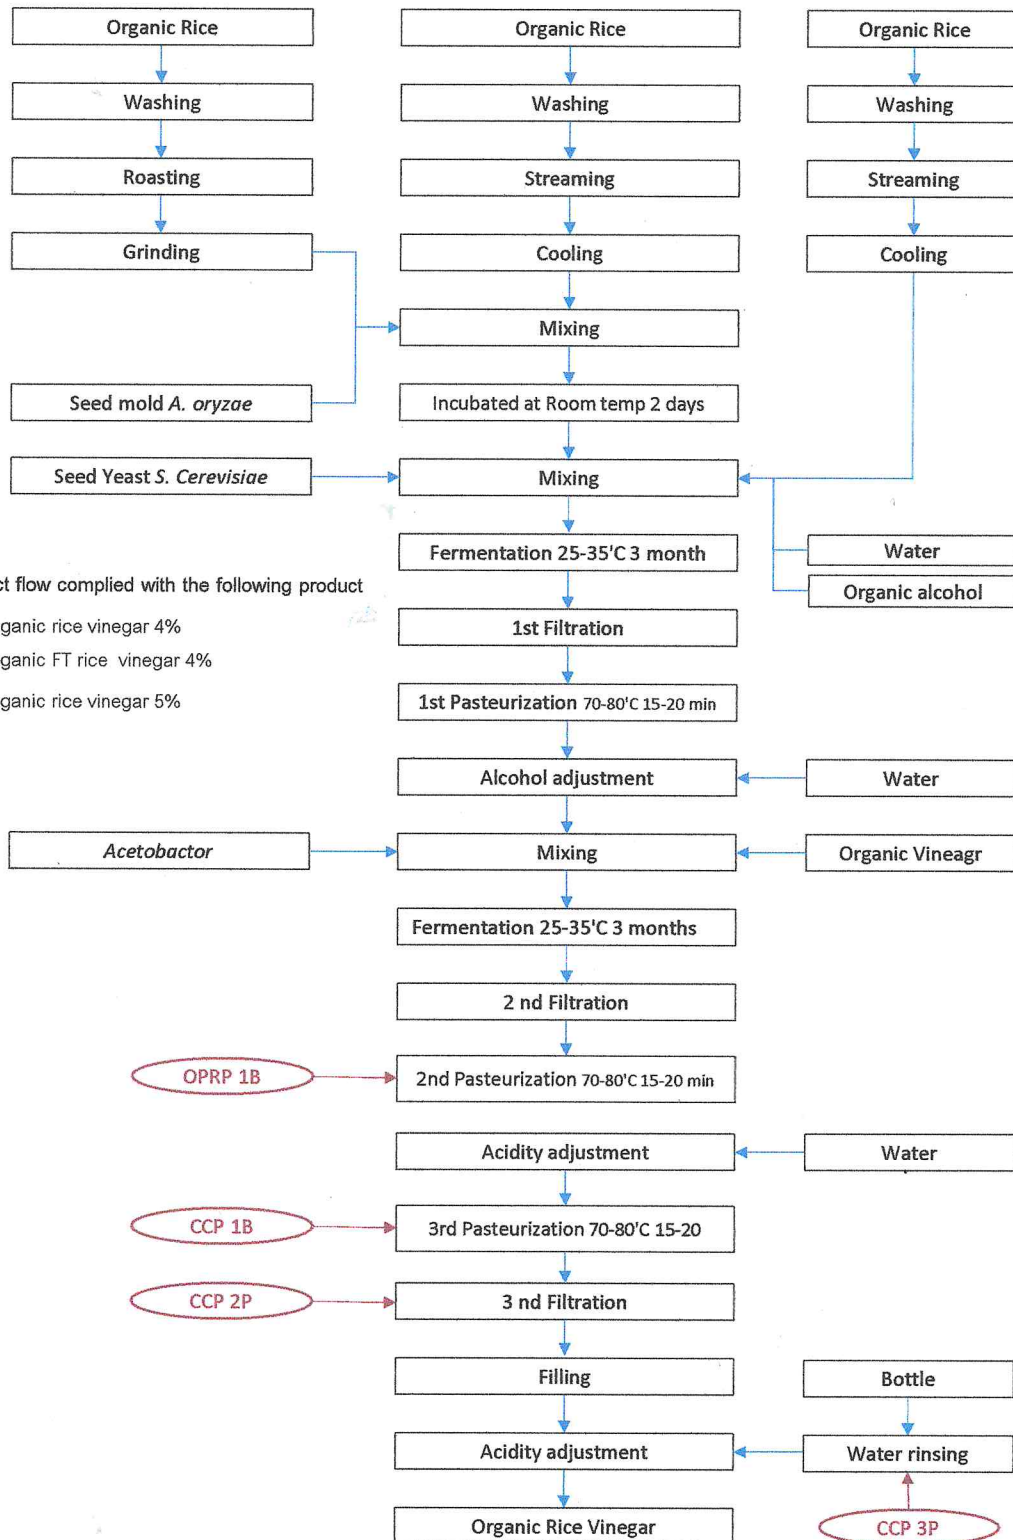 Organic Rice
Organic Rice
Organic Rice
Washing
Washing
Washing
Roasting
Streaming
Streaming
Grinding
Cooling
Cooling
Mixing
Seed mold A. oryzae
Incubated at Room temp 2 days
Seed Yeast S. Cerevisiae
Mixing
Fermentation 25-35'C 3 month
Water
ct flow complied with the following product
Organic alcohol
ganic rice vinegar 4%
1st Filtration
ganic FT rice vinegar 4%
ganic rice vinegar 5%
1st Pasteurization 70-80'C 15-20 min
Alcohol adjustment
Water
Acetobactor
Mixing
Organic Vineagr
Fermentation 25-35'C 3 months
2 nd Filtration
OPRP 1B
2nd Pasteurization 70-80'C 15-20 min
Acidity adjustment
Water
CCP 1B
3rd Pasteurization 70-80'C 15-20
CCP 2P
3 nd Filtration
Filling
Bottle
Acidity adjustment
Water rinsing
Organic Rice Vinegar
CCP 3P